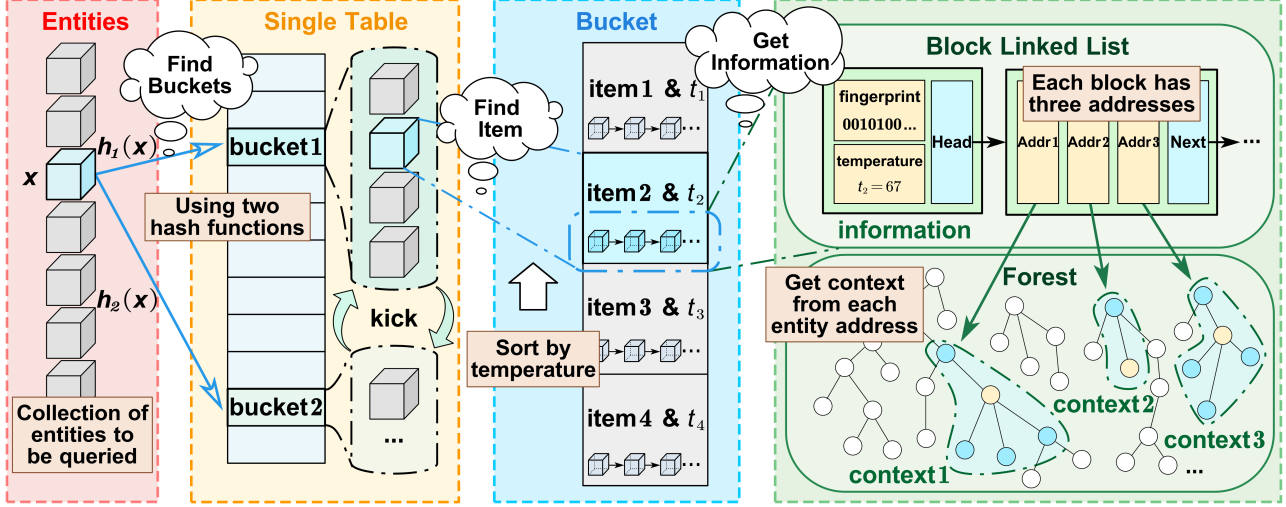 Entities
x
h₁(x)
h₂(x)
Collection of
entities to
be queried
Single Table
Find
Buckets
bucket1
Using two
hash functions
bucket2
kick
...
Bucket
Find
Item
item1 & t₁
...
item2 & t₂
...
item3 & t₃
...
item4 & t₄
...
Sort by
temperature
Get
Information
Block Linked List
fingerprint
0010100...
temperature
t₂ = 67
Head
Each block has
three addresses
Addr1
Addr2
Addr3
Next
...
information
Forest
Get context
from each
entity address
context1
context2
context3
...